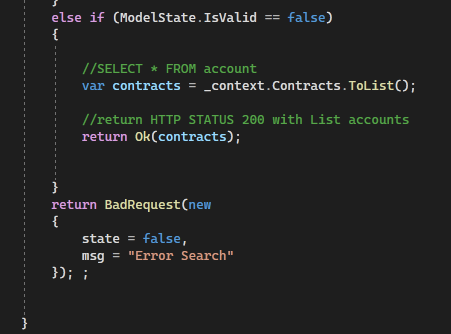 }
else if (ModelState.IsValid == false)
{
//SELECT * FROM account
var contracts = _context.Contracts.ToList();
//return HTTP STATUS 200 with List accounts
return Ok(contracts);
}
return BadRequest(new
{
state = false,
msg = "Error Search"
}); ;
}